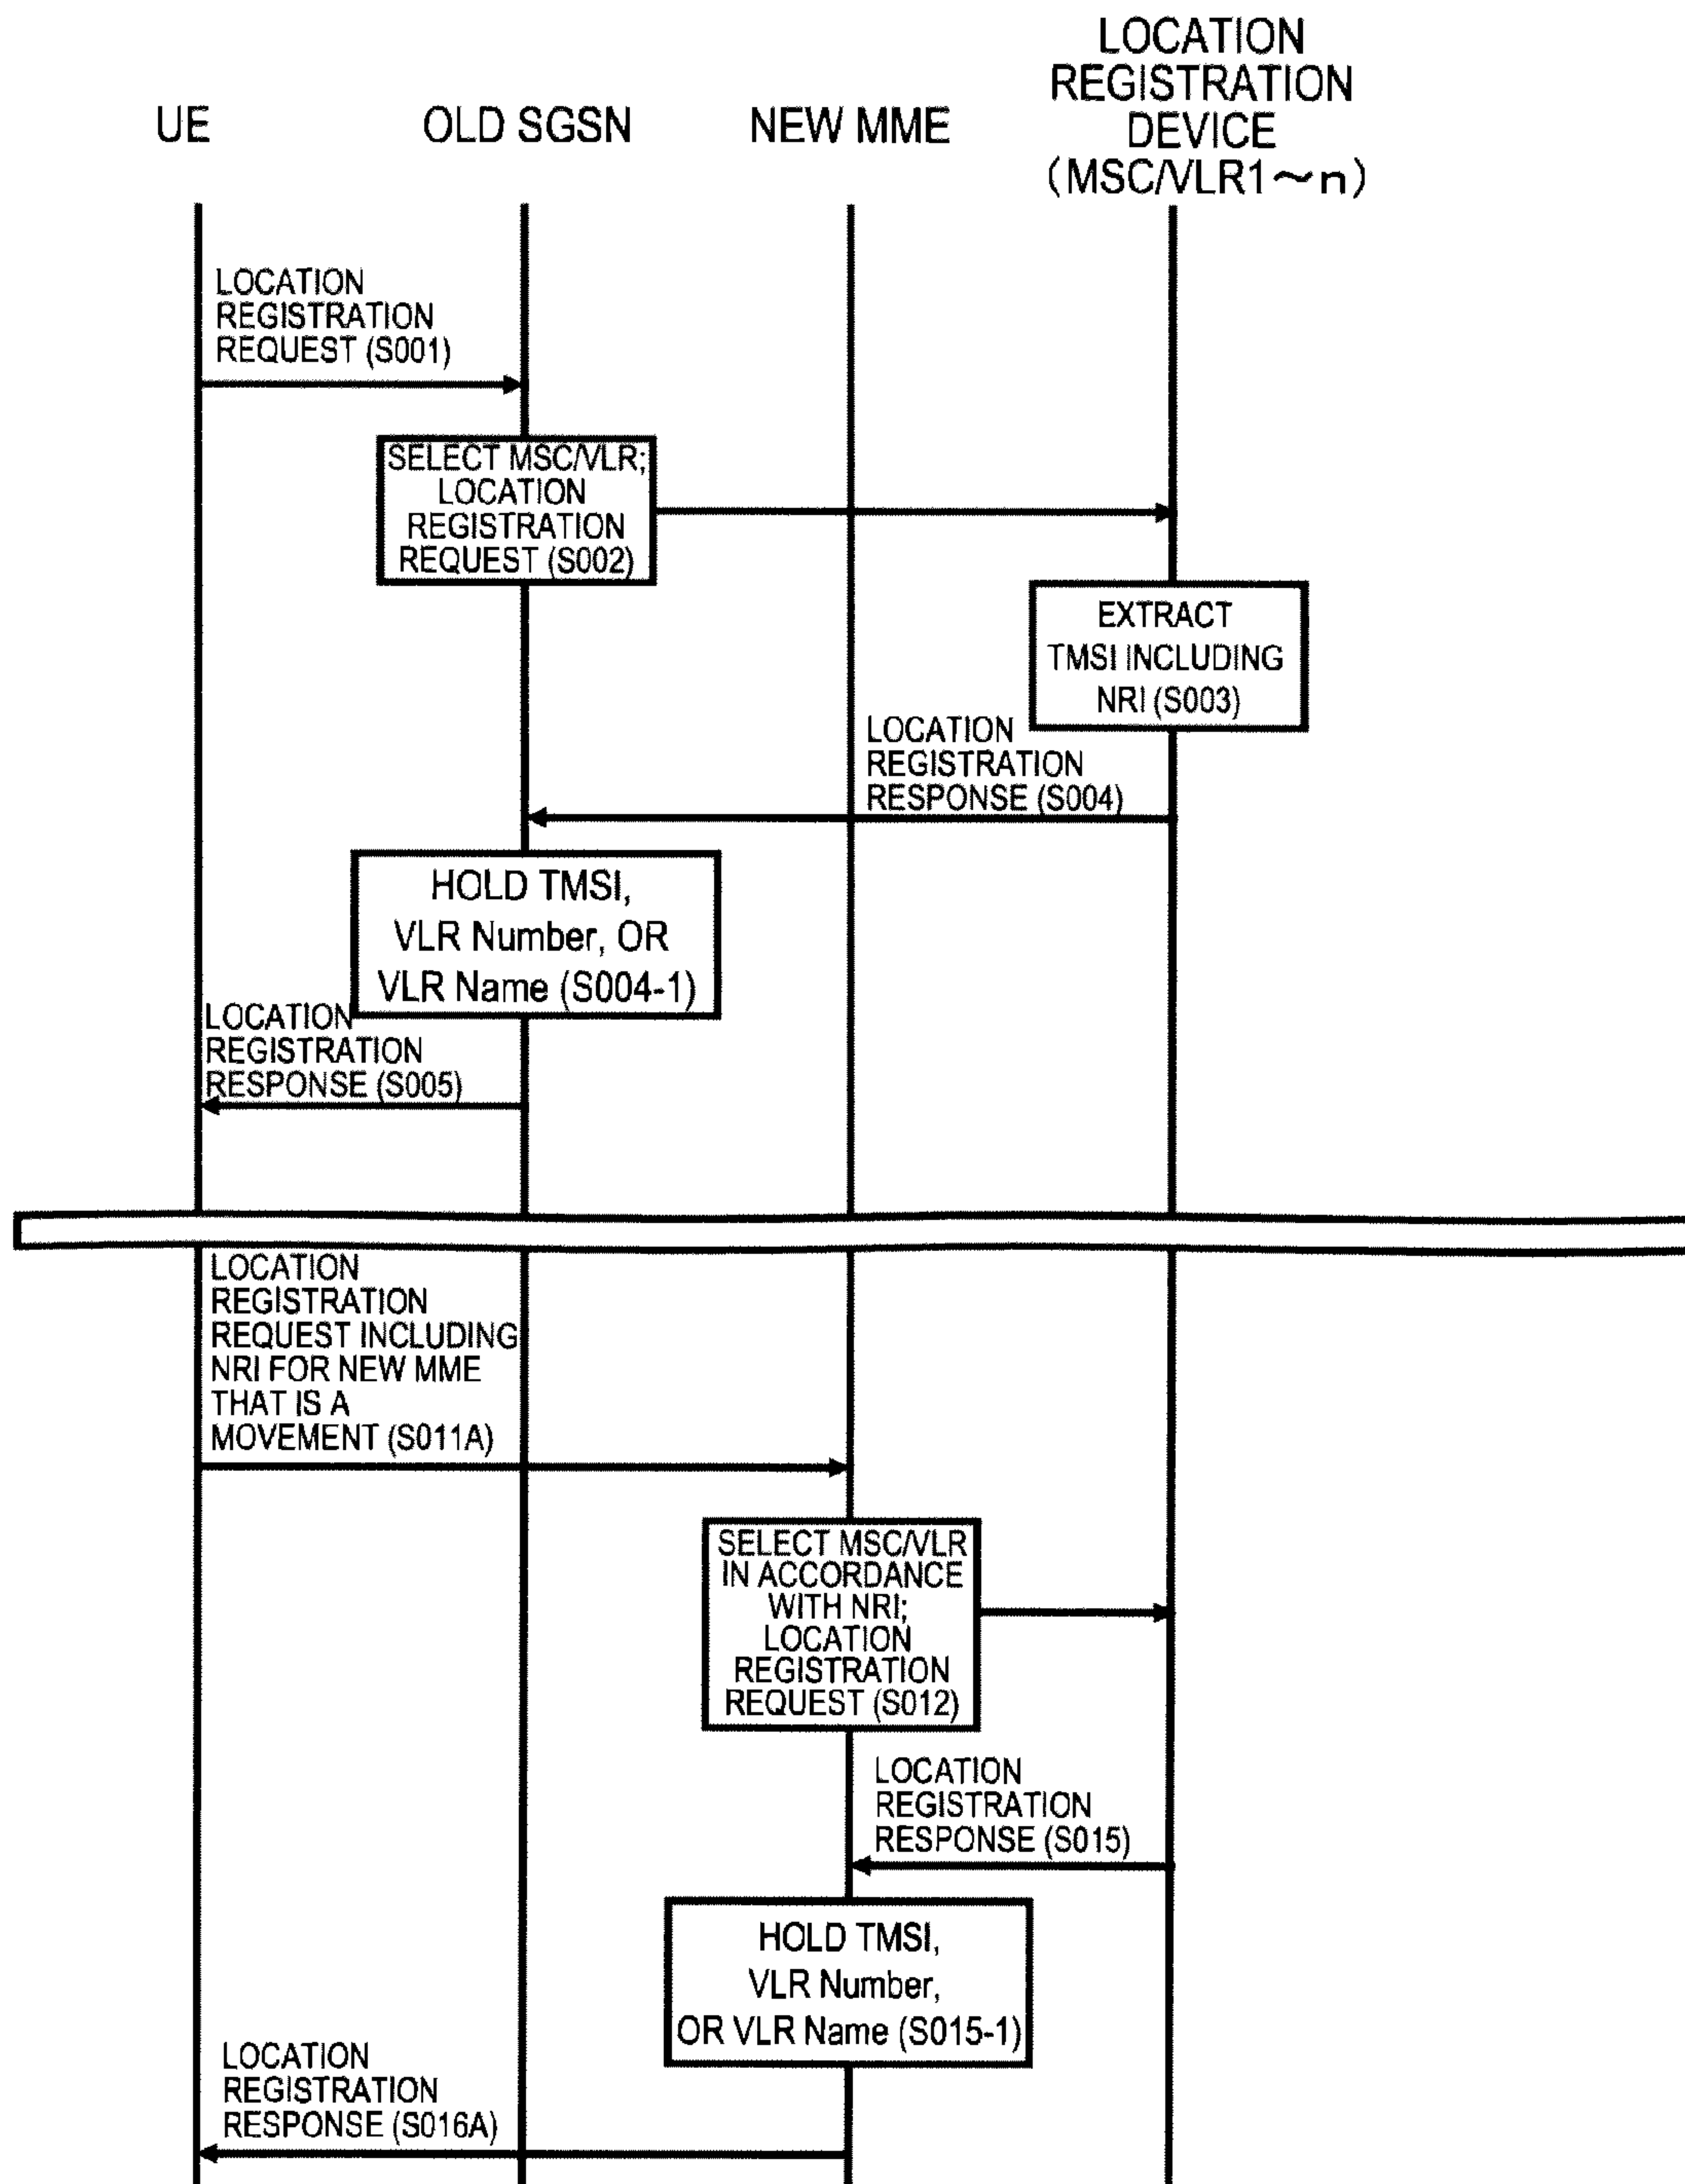 UE
OLD SGSN
NEW MME
LOCATION
REGISTRATION
DEVICE
(MSC/VLR1~n)
LOCATION
REGISTRATION
REQUEST (S001)
SELECT MSC/VLR;
LOCATION
REGISTRATION
REQUEST (S002)
EXTRACT
TMSI INCLUDING
NRI (S003)
LOCATION
REGISTRATION
RESPONSE (S004)
HOLD TMSI,
VLR Number, OR
VLR Name (S004-1)
LOCATION
REGISTRATION
RESPONSE (S005)
LOCATION
REGISTRATION
REQUEST INCLUDING
NRI FOR NEW MME
THAT IS A
MOVEMENT (S011A)
SELECT MSC/VLR
IN ACCORDANCE
WITH NRI;
LOCATION
REGISTRATION
REQUEST (S012)
LOCATION
REGISTRATION
RESPONSE (S015)
HOLD TMSI,
VLR Number,
OR VLR Name (S015-1)
LOCATION
REGISTRATION
RESPONSE (S016A)